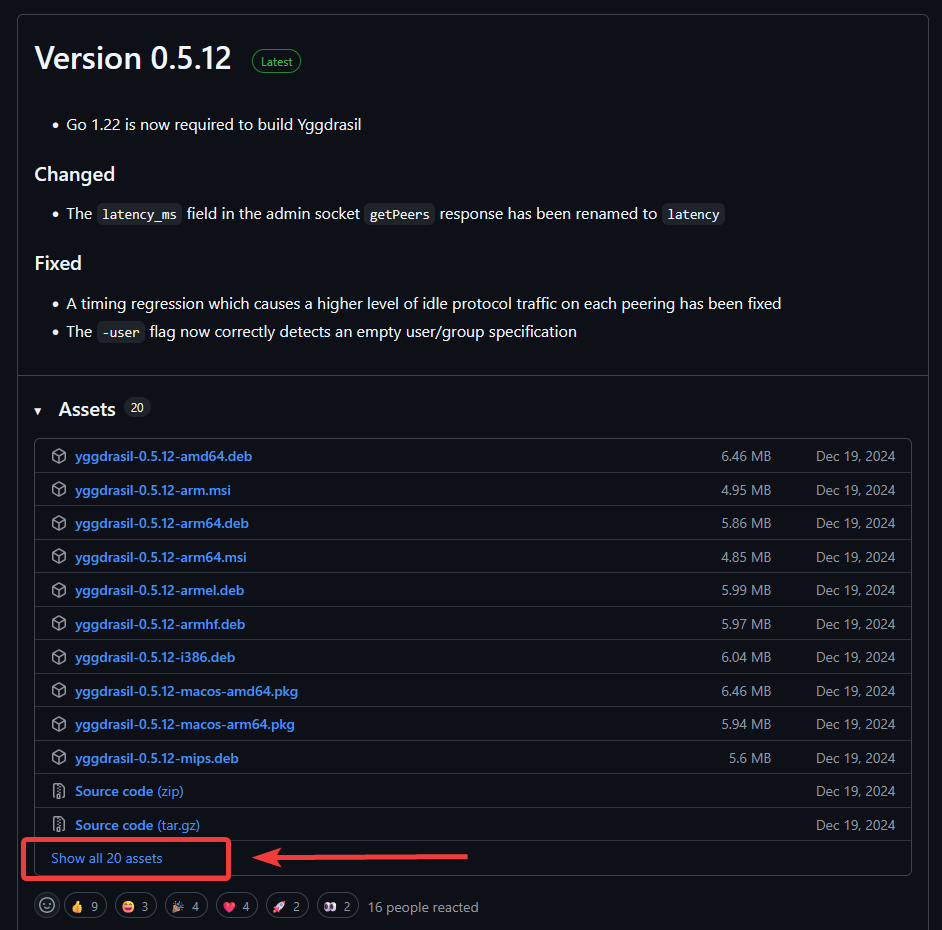 Version 0.5.12 Latest
Go 1.22 is now required to build Yggdrasil
Changed
The latency_ms field in the admin socket getPeers response has been renamed to latency
Fixed
A timing regression which causes a higher level of idle protocol traffic on each peering has been fixed
The -user flag now correctly detects an empty user/group specification
Assets 20
yggdrasil-0.5.12-amd64.deb 6.46 MB Dec 19, 2024
yggdrasil-0.5.12-arm.msi 4.95 MB Dec 19, 2024
yggdrasil-0.5.12-arm64.deb 5.86 MB Dec 19, 2024
yggdrasil-0.5.12-arm64.msi 4.85 MB Dec 19, 2024
yggdrasil-0.5.12-armel.deb 5.99 MB Dec 19, 2024
yggdrasil-0.5.12-armhf.deb 5.97 MB Dec 19, 2024
yggdrasil-0.5.12-i386.deb 6.04 MB Dec 19, 2024
yggdrasil-0.5.12-macos-amd64.pkg 6.46 MB Dec 19, 2024
yggdrasil-0.5.12-macos-arm64.pkg 5.94 MB Dec 19, 2024
yggdrasil-0.5.12-mips.deb 5.6 MB Dec 19, 2024
Source code (zip) Dec 19, 2024
Source code (tar.gz) Dec 19, 2024
Show all 20 assets
9 3 4 4 2 2 16 people reacted